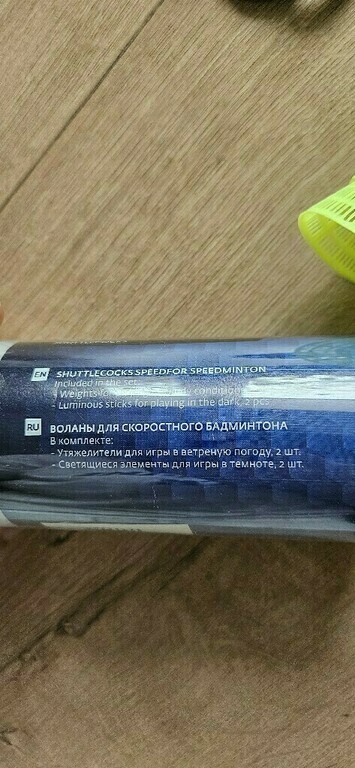 EN SHUTTLECOCKS SPEEDFOR SPEEDMINTON
Included in the set:
- Weights condition
- Luminous sticks for playing in the dark, 2 pcs
RU ВОЛАНЫ ДЛЯ СКОРОСТНОГО БАДМИНТОНА
В комплекте:
- Утяжелители для игры в ветреную погоду, 2 шт.
- Светящиеся элементы для игры в темноте, 2 шт.